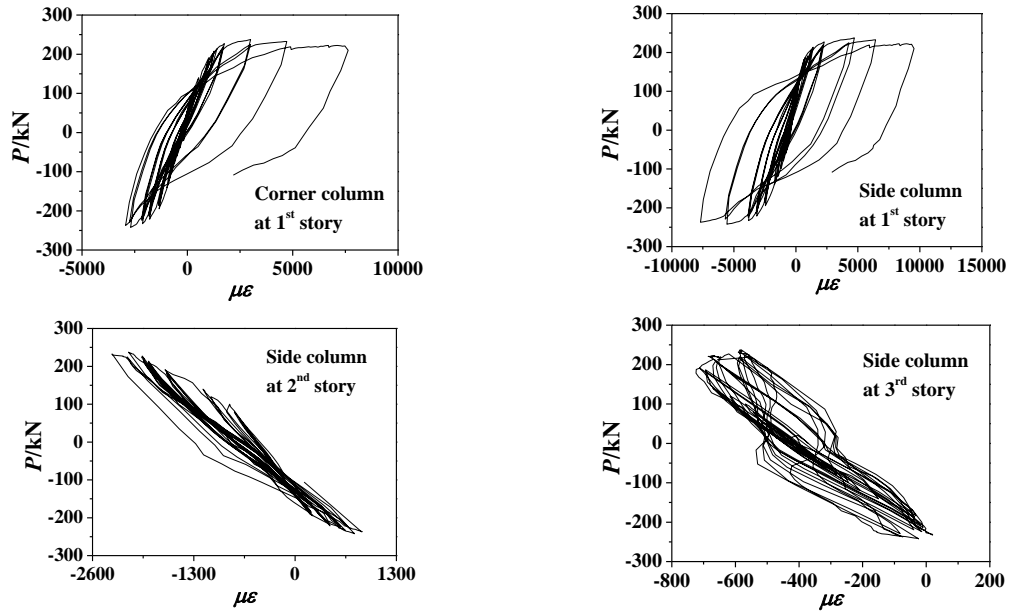 300
200
100
0
-100
-200
-300
P/kN
Corner column
at 1st story
-5000 0 5000 10000
με
300
200
100
0
-100
-200
-300
P/kN
Side column
at 1st story
-10000 -5000 0 5000 10000 15000
με
300
200
100
0
-100
-200
-300
P/kN
Side column
at 2nd story
-2600 -1300 0 1300
με
300
200
100
0
-100
-200
-300
P/kN
Side column
at 3rd story
-800 -600 -400 -200 0 200
με